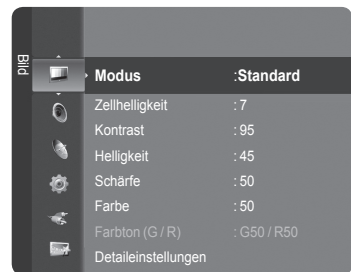 Bild
Modus :Standard
Zellhelligkeit : 7
Kontrast : 95
Helligkeit : 45
Schärfe : 50
Farbe : 50
Farbton (G / R) : G50 / R50
Detaileinstellungen